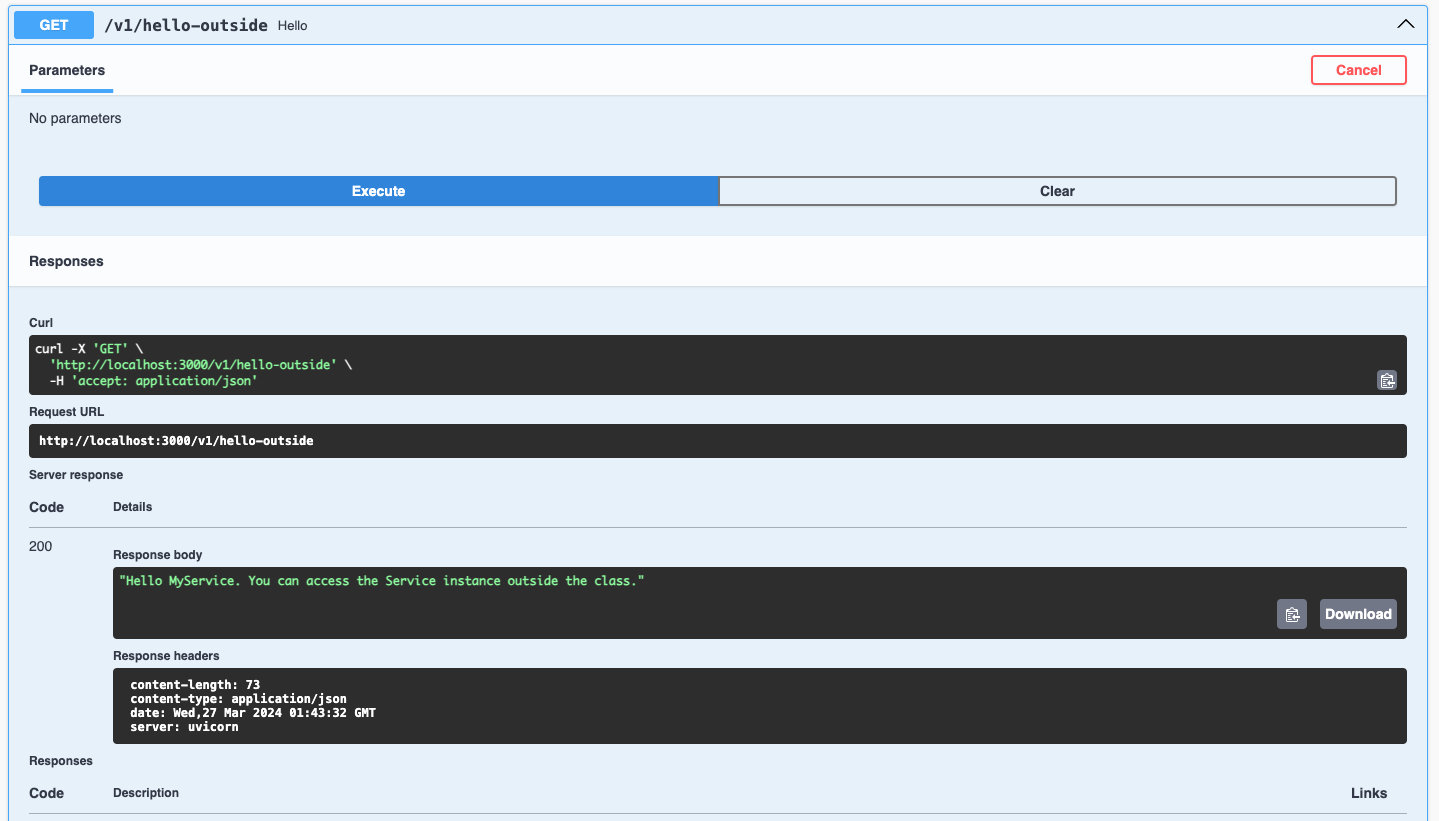 GET /v1/hello-outside Hello
Parameters
Cancel
No parameters
Execute
Clear
Responses
Curl
curl -X 'GET' \
'http://localhost:3000/v1/hello-outside' \
-H 'accept: application/json'
Request URL
http://localhost:3000/v1/hello-outside
Server response
Code Details
200
Response body
"Hello MyService. You can access the Service instance outside the class."
Download
Response headers
content-length: 73
content-type: application/json
date: Wed,27 Mar 2024 01:43:32 GMT
server: uvicorn
Responses
Code Description Links